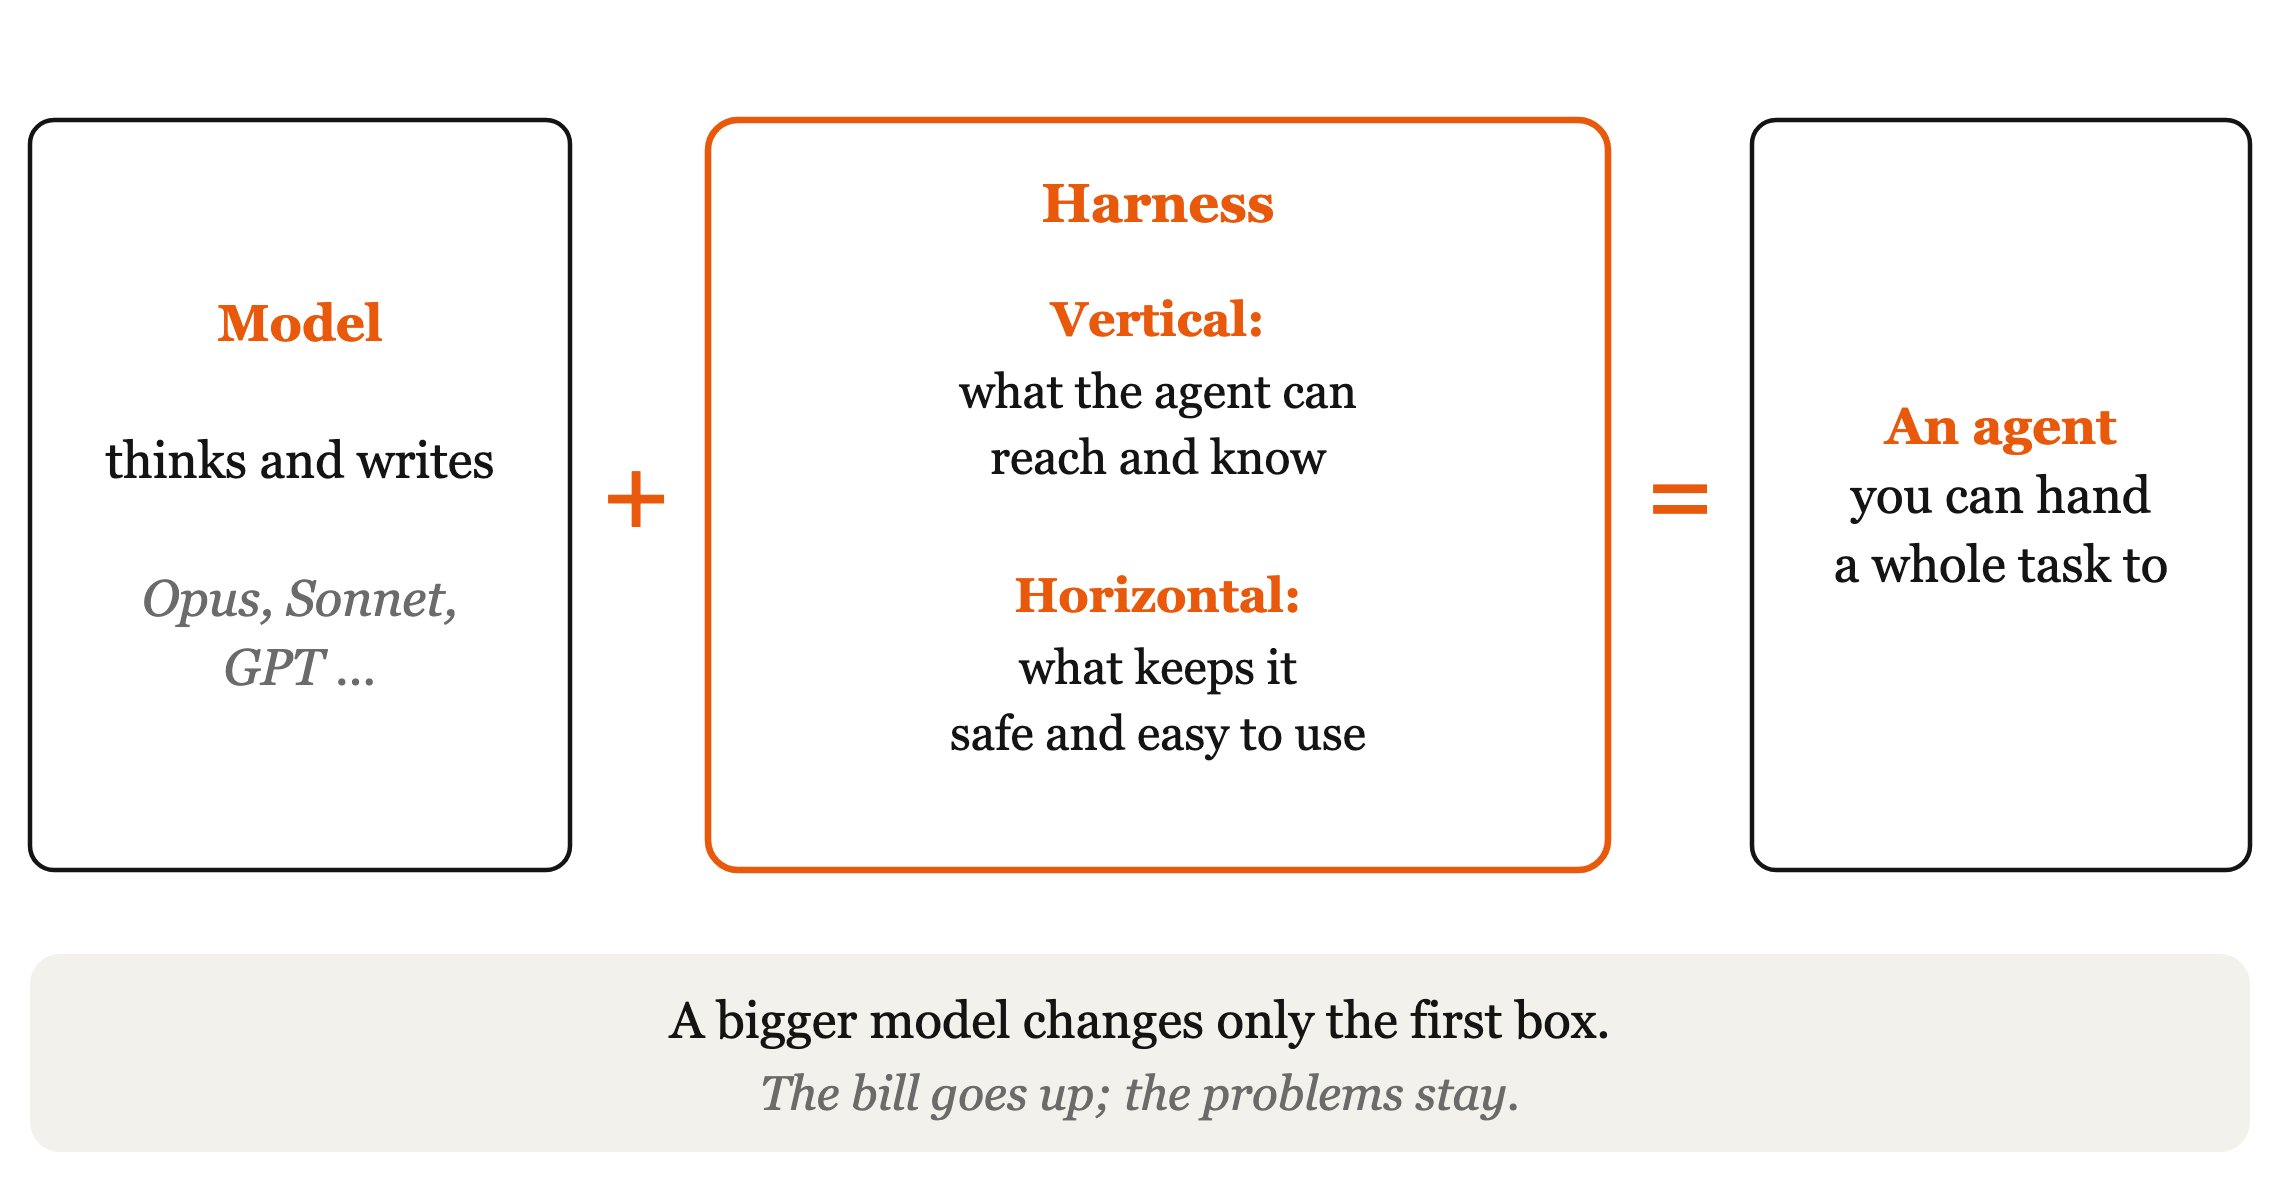 Model
thinks and writes
Opus, Sonnet,
GPT ...
+
Harness
Vertical:
what the agent can
reach and know
Horizontal:
what keeps it
safe and easy to use
=
An agent
you can hand
a whole task to
A bigger model changes only the first box.
The bill goes up; the problems stay.